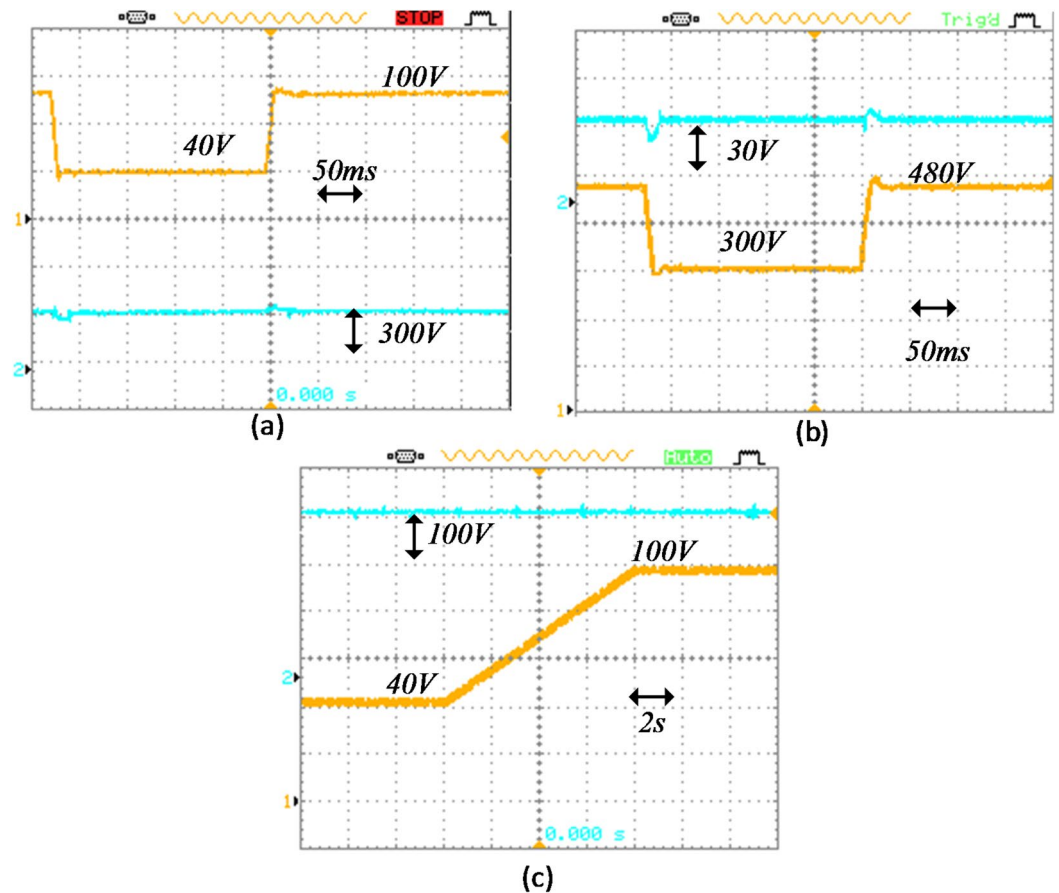 STOP
100V
40V
50ms
1
300V
2
0.000 s
(a)
Trig'd
30V
480V
2
300V
50ms
1
(b)
Auto
100V
100V
2
40V
2s
1
0.000 s
(c)